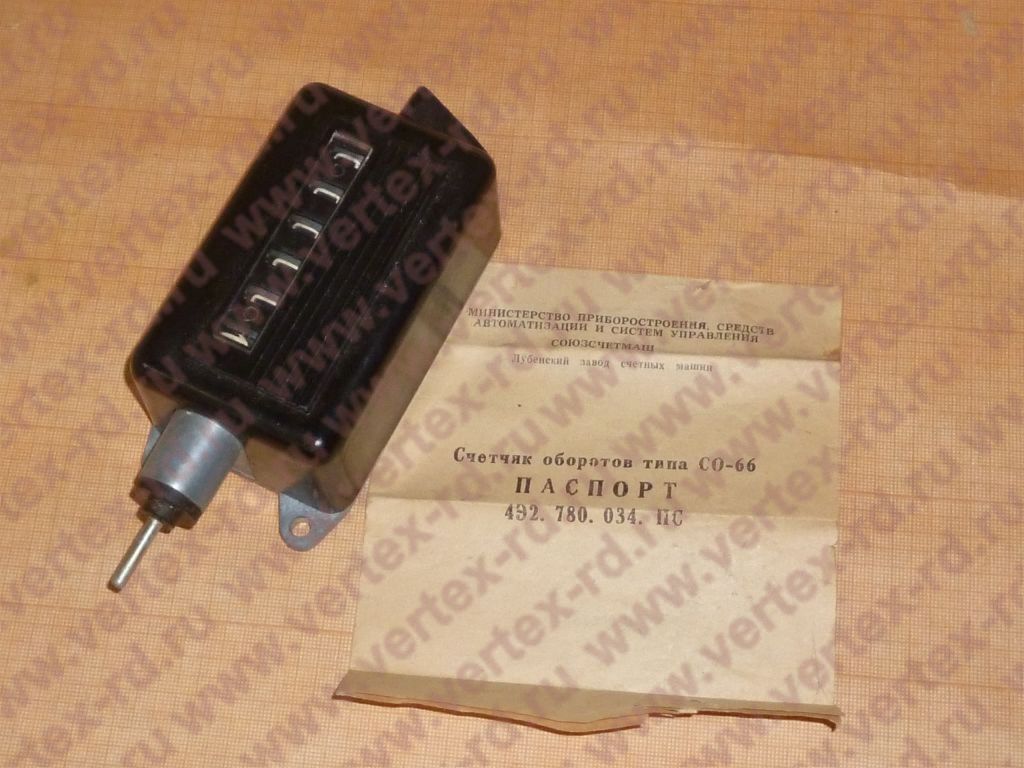 МИНИСТЕРСТВО ПРИБОРОСТРОЕНИЯ, СРЕДСТВ
АВТОМАТИЗАЦИИ И СИСТЕМ УПРАВЛЕНИЯ
СОЮЗСЧЕТМАШ
Лубенский завод счетных машин
Счетчик оборотов типа СО-66
ПАСПОРТ
4Э2. 780. 034. ПС
www.vertex-rd.ru